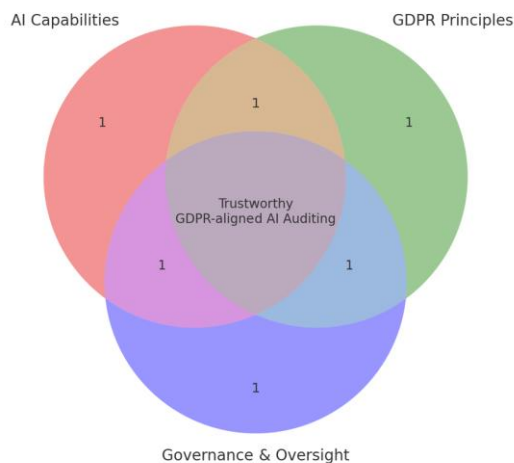 AI Capabilities
GDPR Principles
1
1
1
Trustworthy
GDPR-aligned AI Auditing
1
1
1
Governance & Oversight